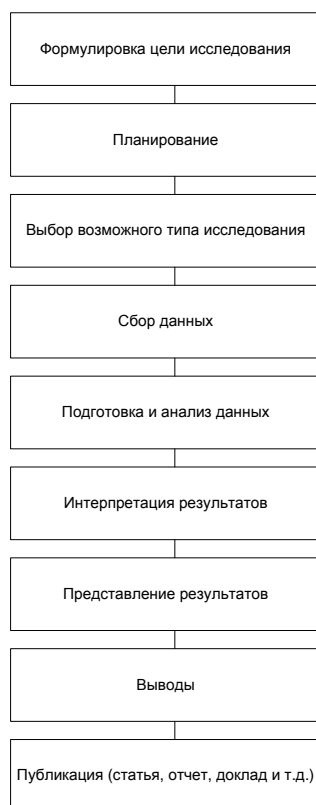 Формулировка цели исследования
Планирование
Выбор возможного типа исследования
Сбор данных
Подготовка и анализ данных
Интерпретация результатов
Представление результатов
Выводы
Публикация (статья, отчет, доклад и т.д.)